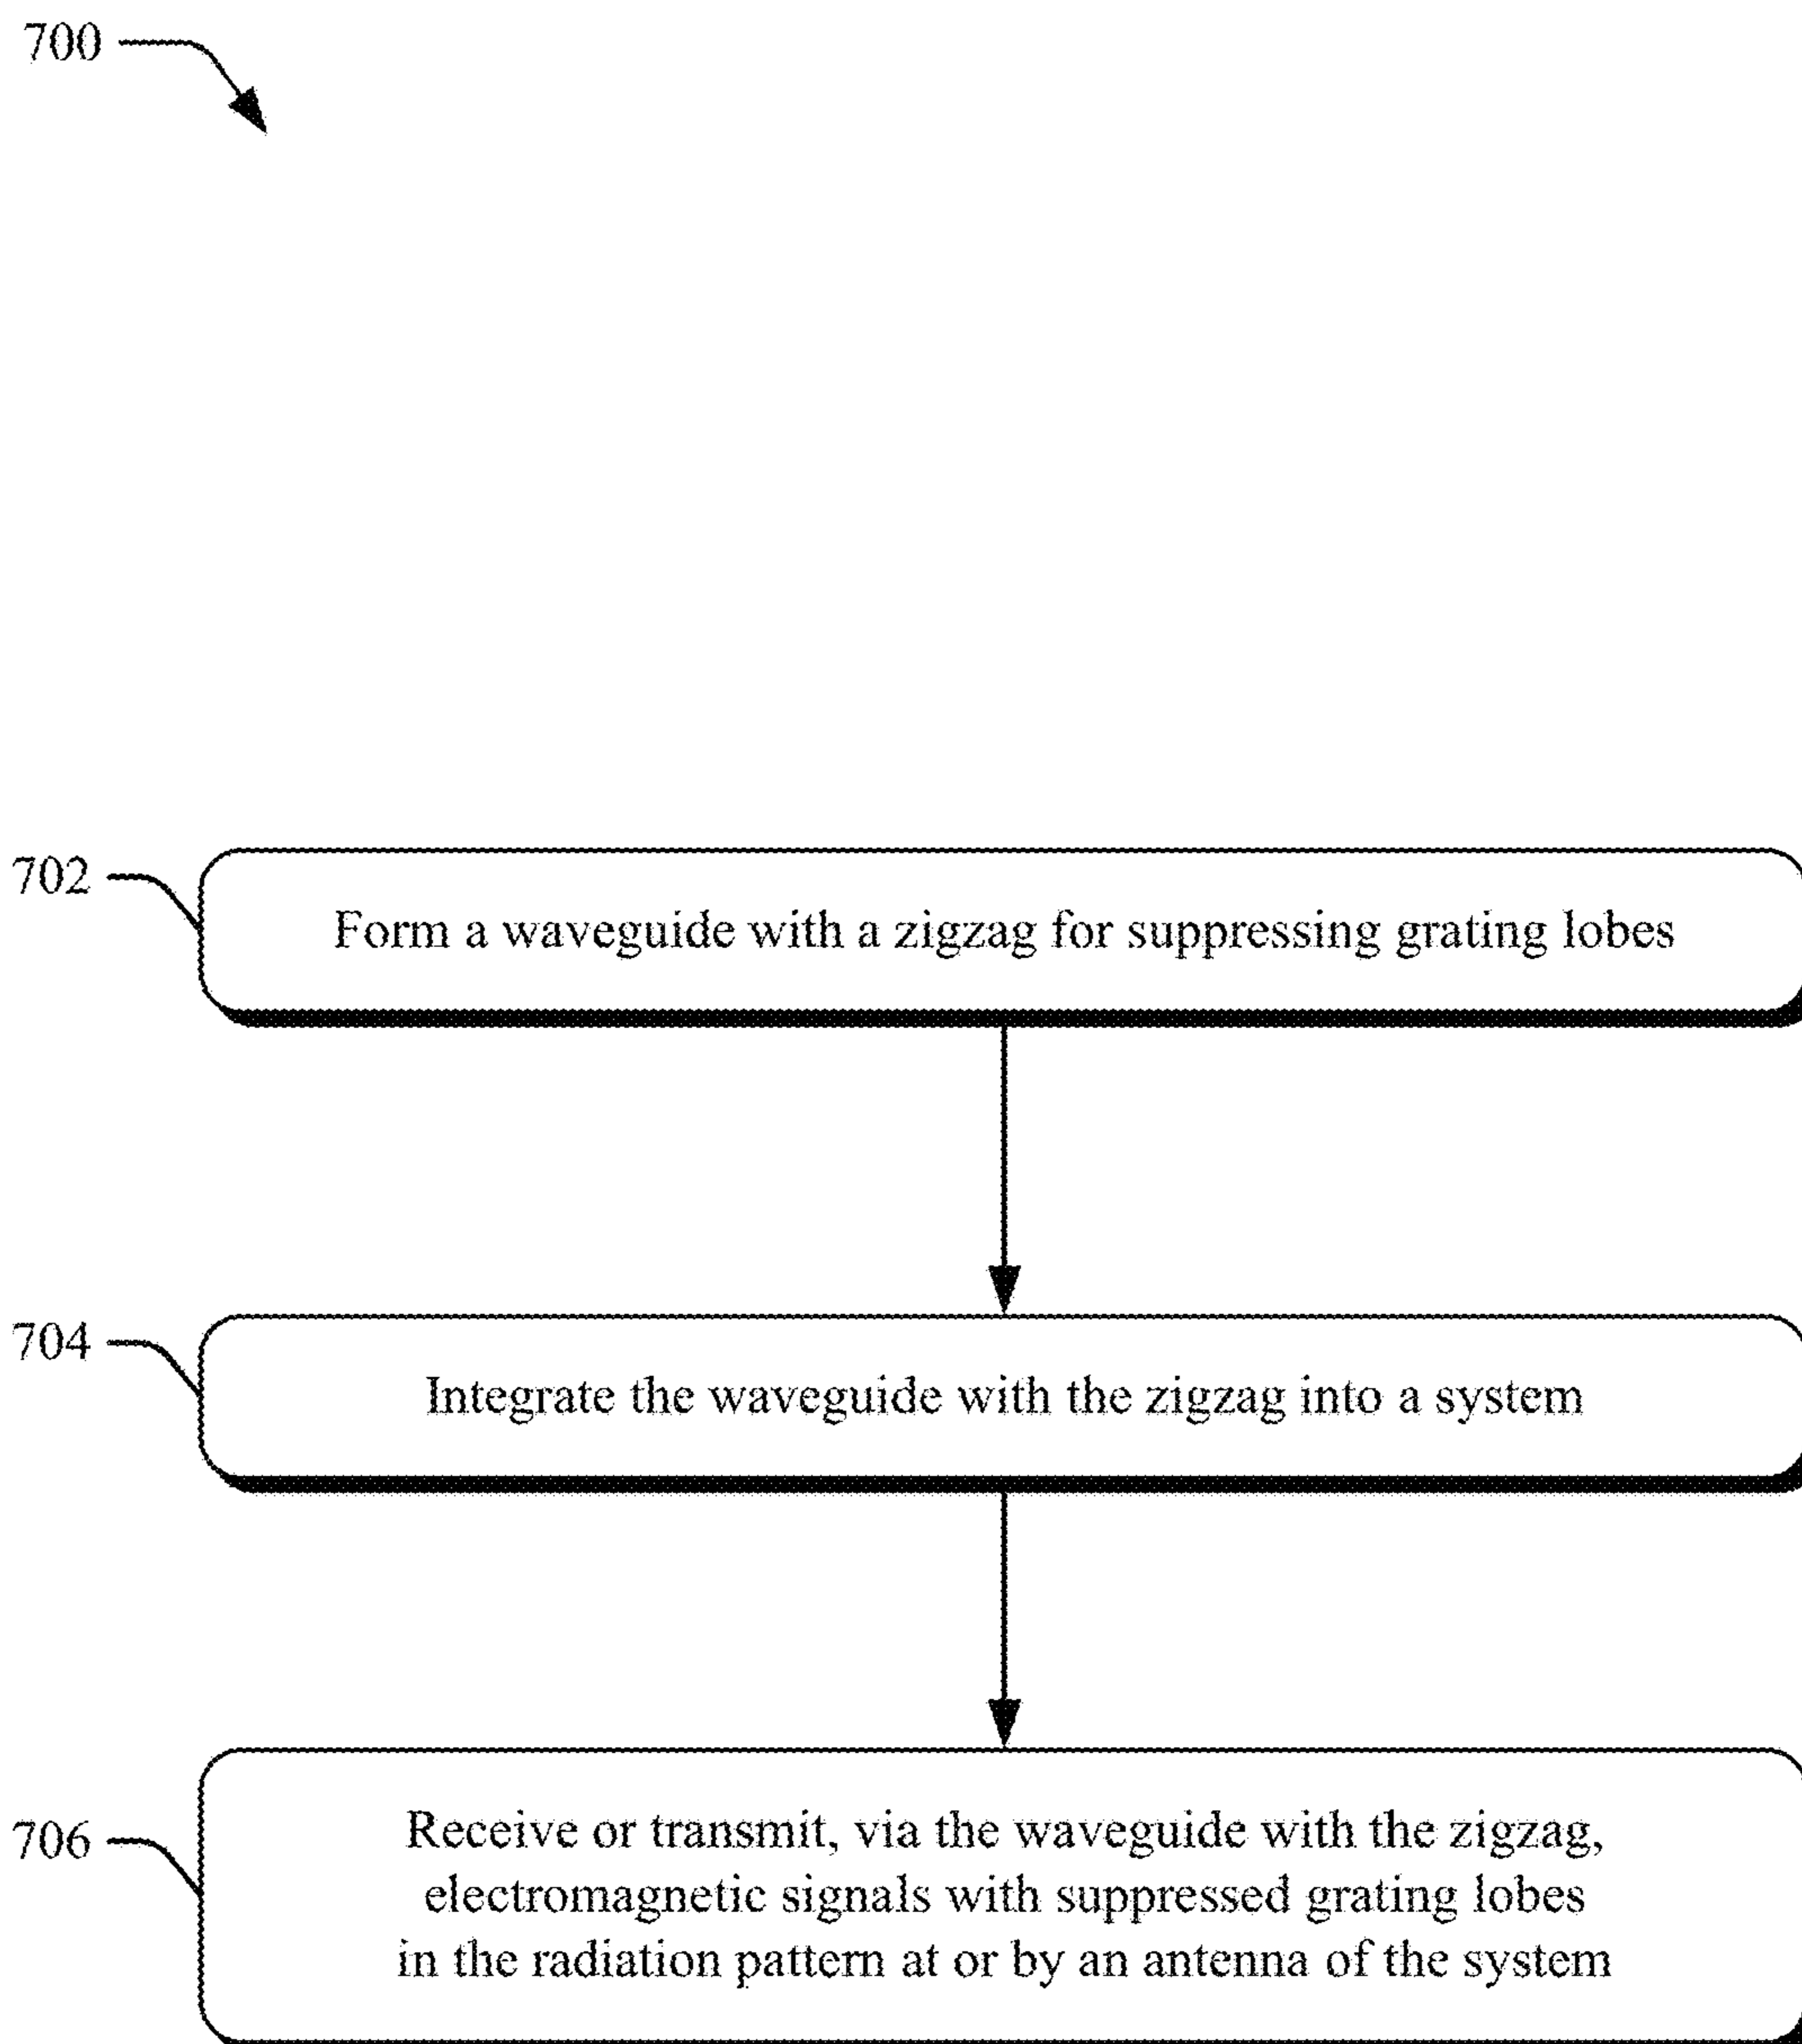 700
702
Form a waveguide with a zigzag for suppressing grating lobes
704
Integrate the waveguide with the zigzag into a system
706
Receive or transmit, via the waveguide with the zigzag,
electromagnetic signals with suppressed grating lobes
in the radiation pattern at or by an antenna of the system